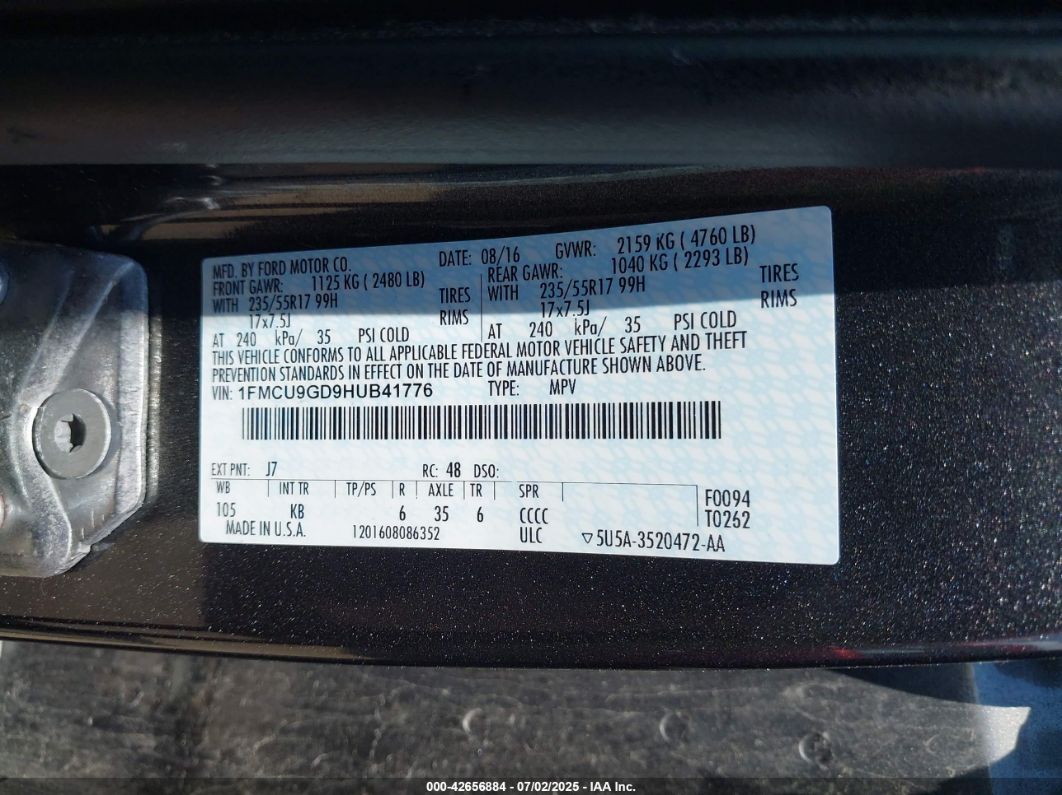 MFD. BY FORD MOTOR CO. DATE: 08/16 GVWR: 2159 KG ( 4760 LB)
FRONT GAWR: 1125 KG ( 2480 LB) REAR GAWR: 1040 KG ( 2293 LB)
WITH 235/55R17 99H TIRES WITH 235/55R17 99H TIRES
17x7.5J RIMS 17x7.5J RIMS
AT 240 kPa/ 35 PSI COLD AT 240 kPa/ 35 PSI COLD
THIS VEHICLE CONFORMS TO ALL APPLICABLE FEDERAL MOTOR VEHICLE SAFETY AND THEFT
PREVENTION STANDARDS IN EFFECT ON THE DATE OF MANUFACTURE SHOWN ABOVE.
VIN: 1FMCU9GD9HUB41776 TYPE: MPV
EXT PNT: J7 RC: 48 DSO:
WB INT TR TP/PS R AXLE TR SPR F0094
105 KB 6 35 6 CCCC T0262
MADE IN U.S.A. 1201608086352 ULC ▽5U5A-3520472-AA
000-42656884 - 07/02/2025 - IAA Inc.